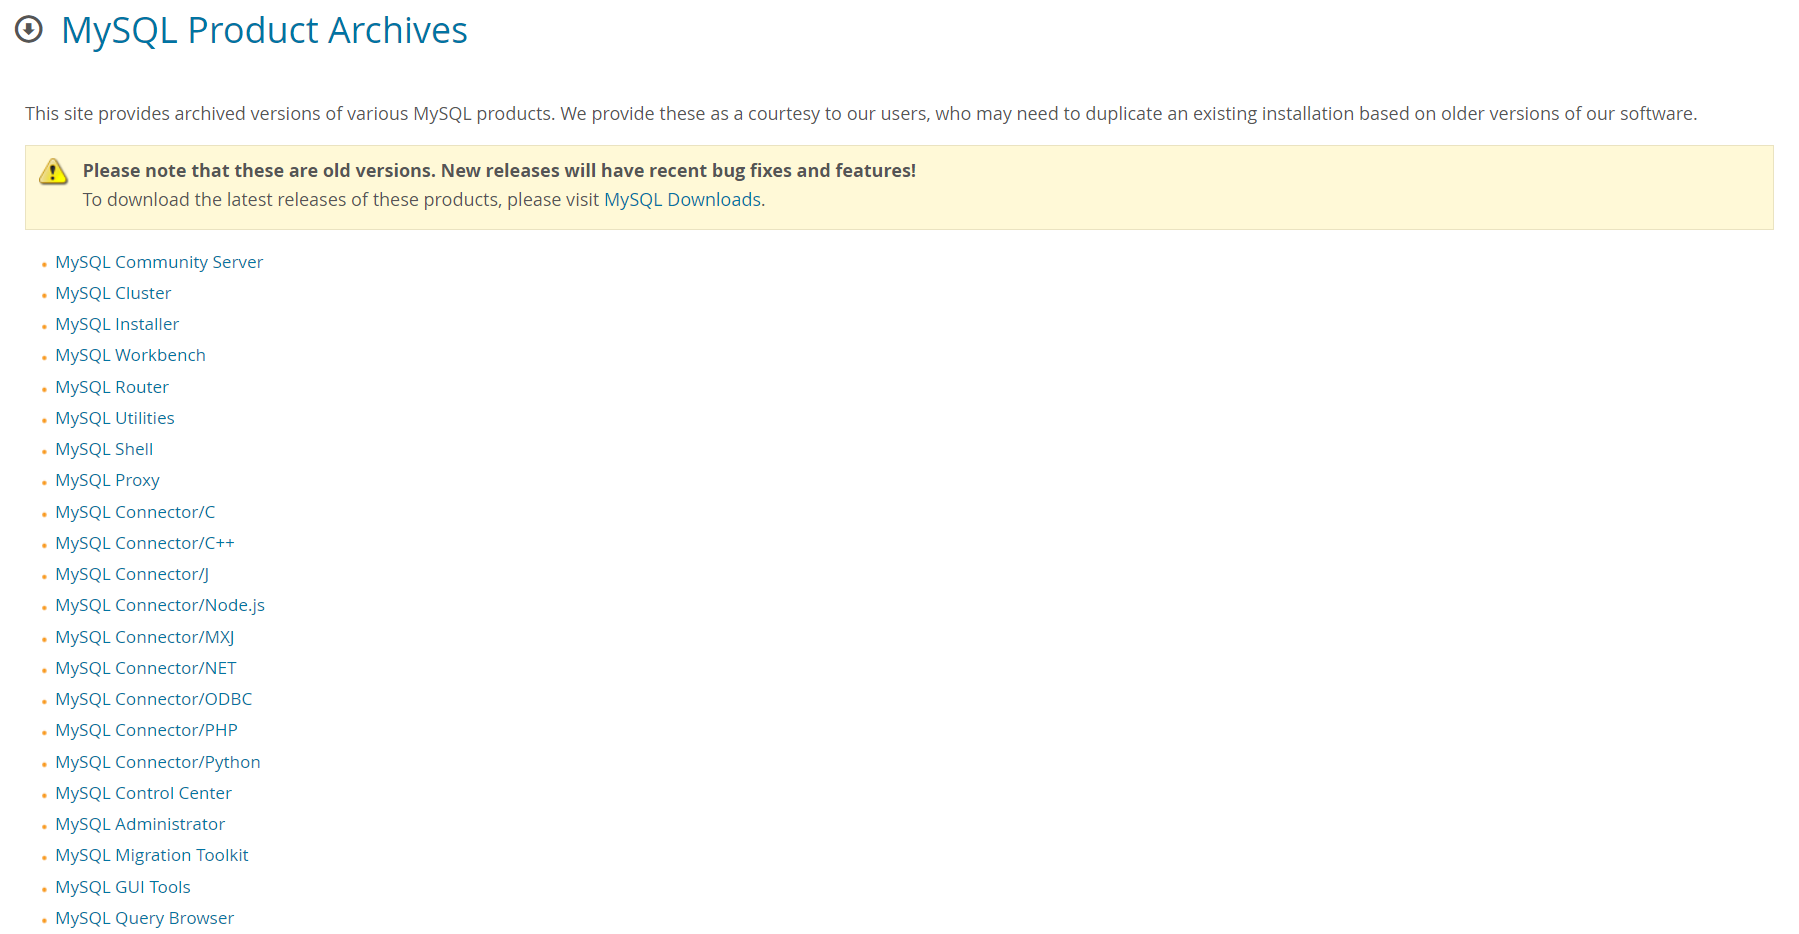 MySQL Product Archives
This site provides archived versions of various MySQL products. We provide these as a courtesy to our users, who may need to duplicate an existing installation based on older versions of our software.
Please note that these are old versions. New releases will have recent bug fixes and features!
To download the latest releases of these products, please visit MySQL Downloads.
MySQL Community Server
MySQL Cluster
MySQL Installer
MySQL Workbench
MySQL Router
MySQL Utilities
MySQL Shell
MySQL Proxy
MySQL Connector/C
MySQL Connector/C++
MySQL Connector/J
MySQL Connector/Node.js
MySQL Connector/MXJ
MySQL Connector/NET
MySQL Connector/ODBC
MySQL Connector/PHP
MySQL Connector/Python
MySQL Control Center
MySQL Administrator
MySQL Migration Toolkit
MySQL GUI Tools
MySQL Query Browser